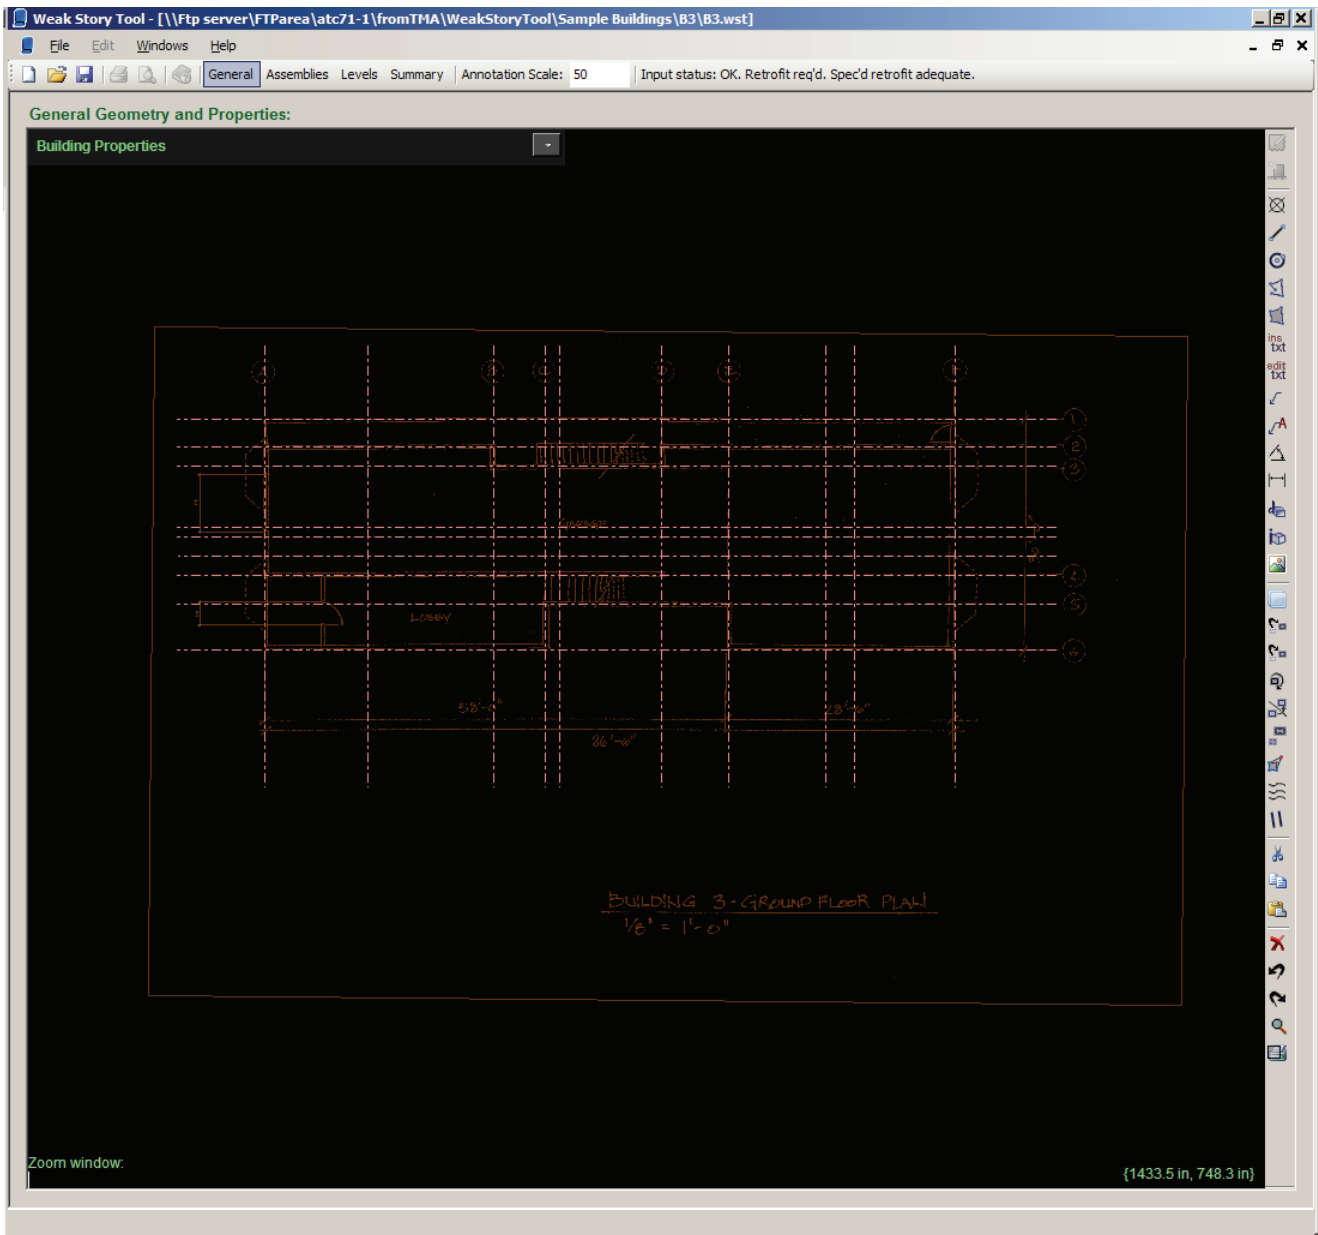 Weak Story Tool - [\\Ftp server\FTParea\atc71-1\fromTMA\WeakStoryTool\Sample Buildings\B3\B3.wst]
File Edit Windows Help
General Assemblies Levels Summary Annotation Scale: 50 Input status: OK. Retrofit req'd. Spec'd retrofit adequate.
General Geometry and Properties:
Building Properties
ins txt
edit txt
A
A B D E F
1
2
3
4
LOBBY
5
6
58'-0" 28'-6"
86'-6"
BUILDING 3-GROUND FLOOR PLAN
1/8" = 1'-0"
Zoom window:
{1433.5 in, 748.3 in}